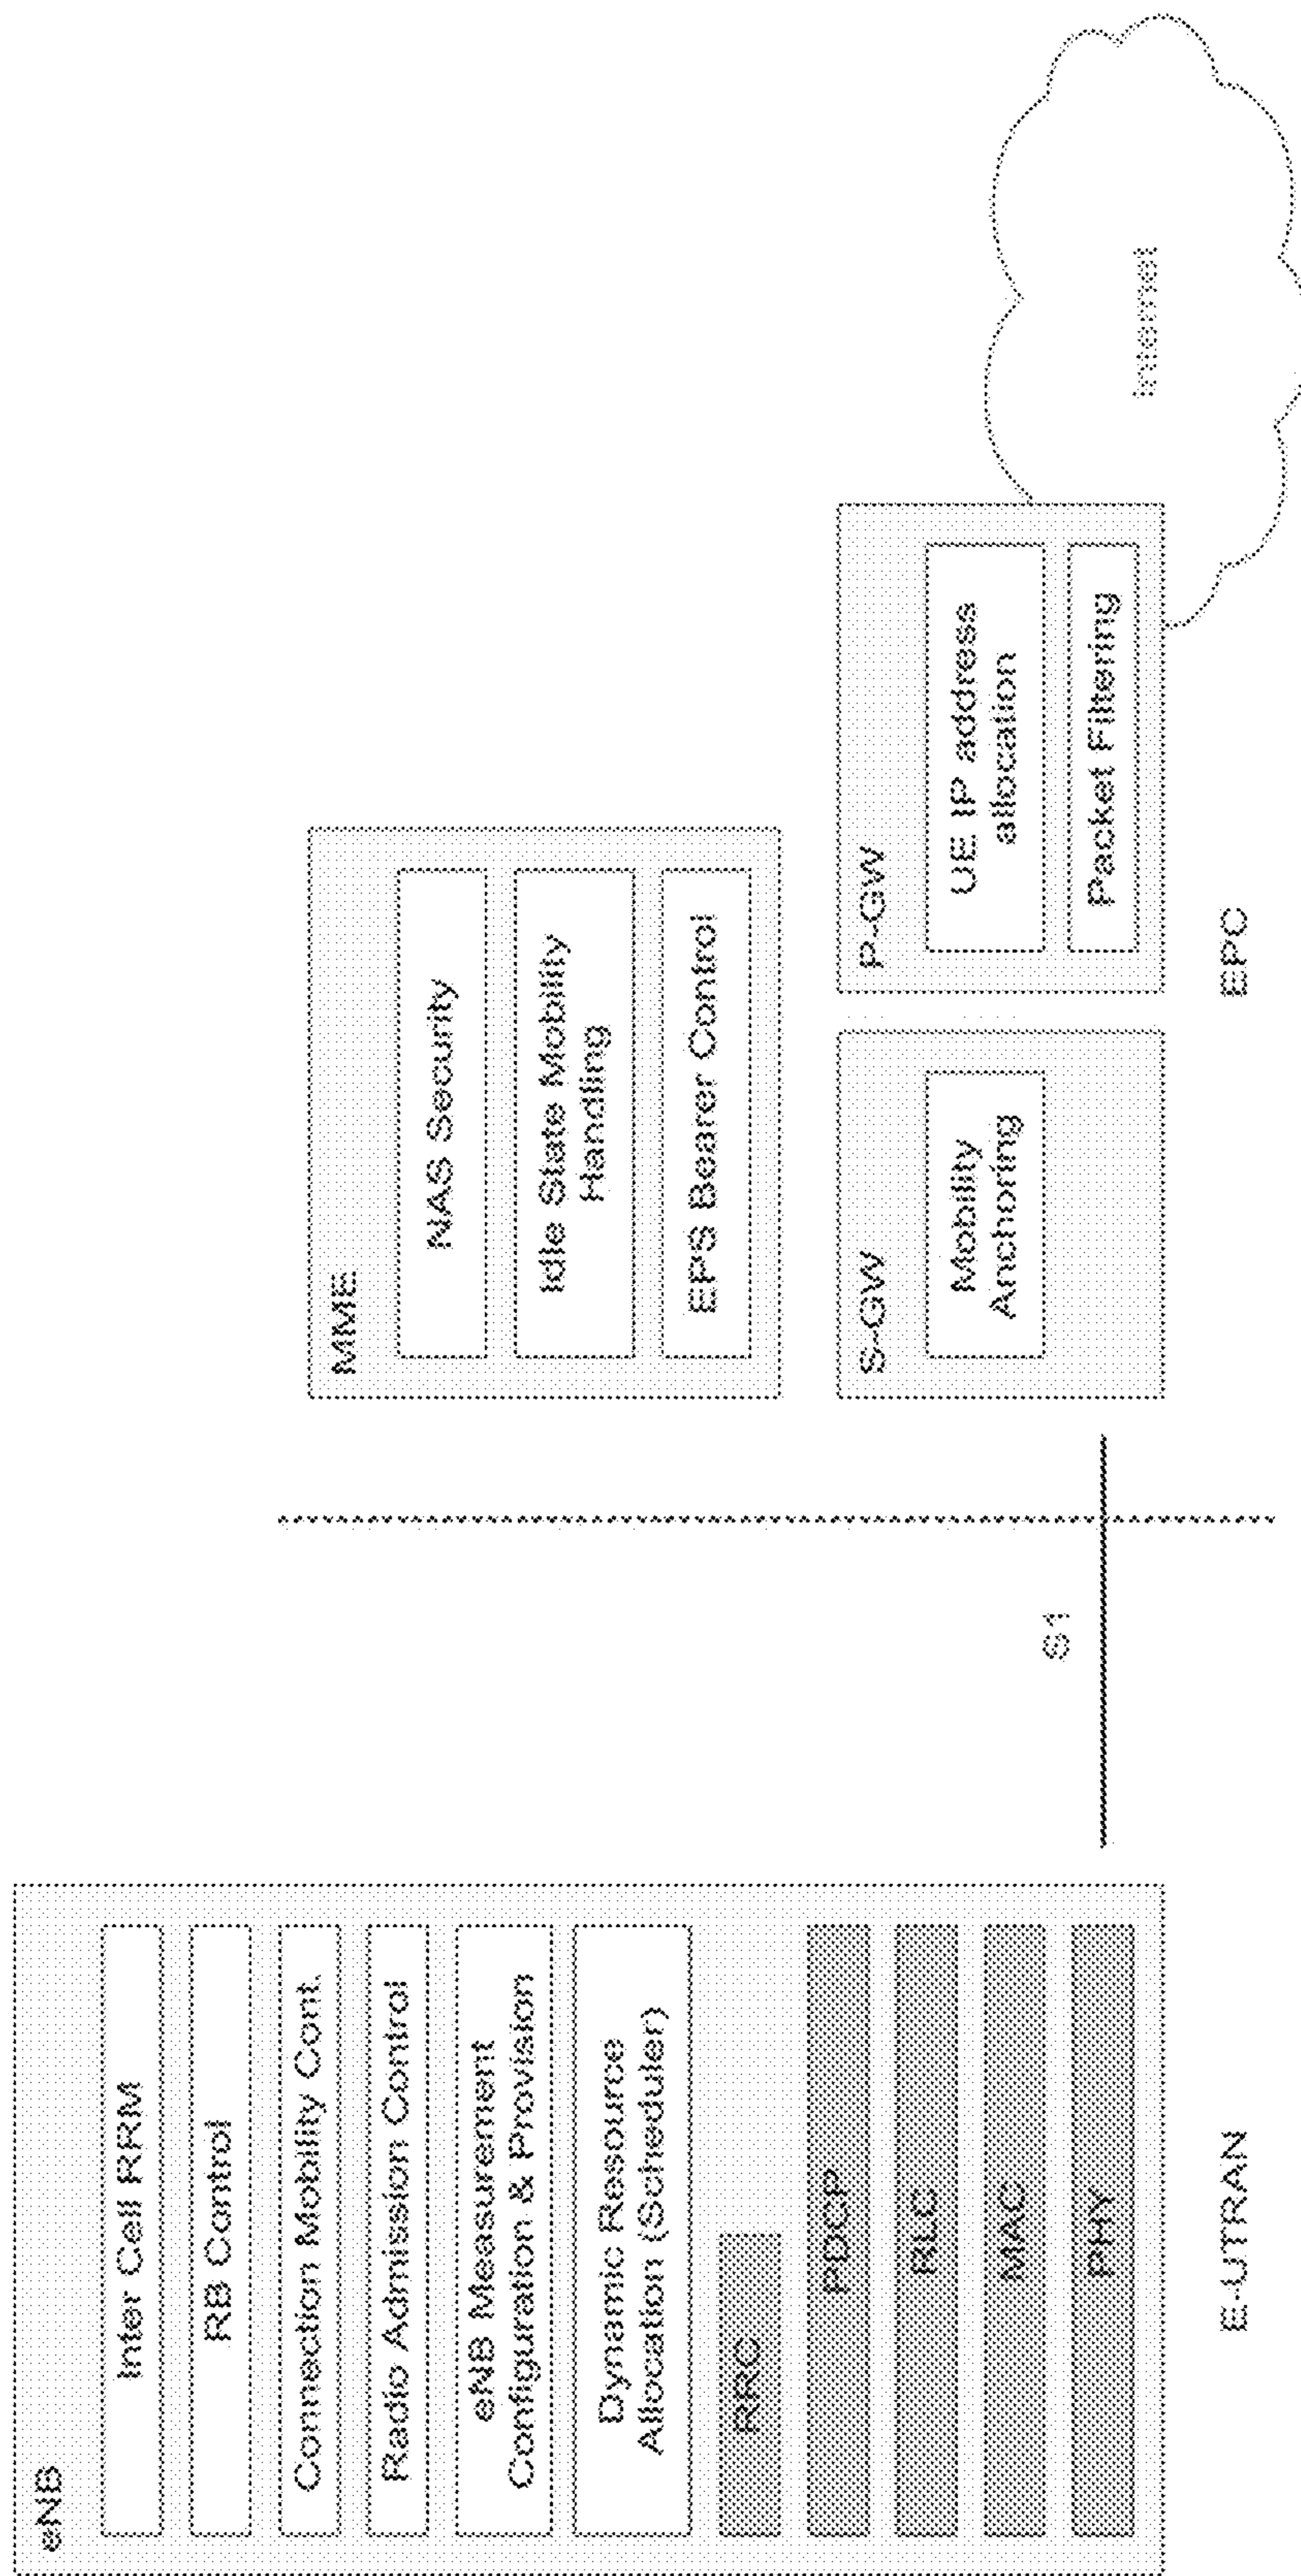 eNB
Inter Cell RRM
RB Control
Connection Mobility Cont.
Radio Admission Control
eNB Measurement
Configuration & Provision
Dynamic Resource
Allocation (Scheduler)
RRC
PDCP
RLC
MAC
PHY
E-UTRAN
S1
MME
NAS Security
Idle State Mobility
Handling
EPS Bearer Control
S-GW
Mobility
Anchoring
P-GW
UE IP address
allocation
Packet Filtering
EPC
Internet